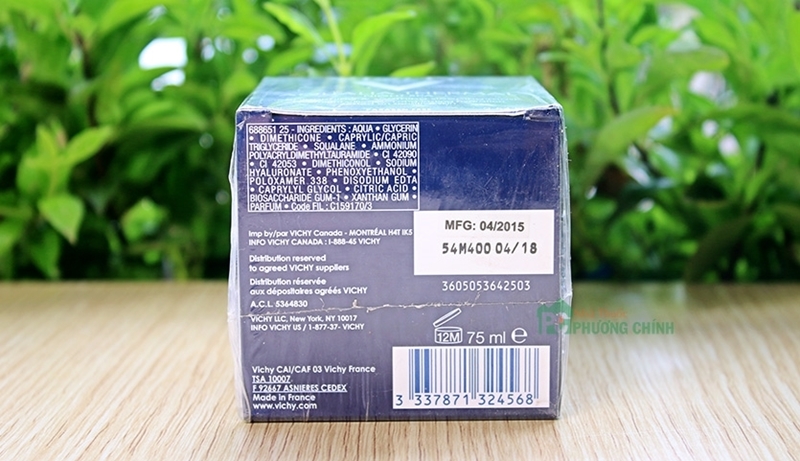 688651 25 - INGREDIENTS : AQUA • GLYCERIN
• DIMETHICONE • CAPRYLIC/CAPRIC
TRIGLYCERIDE • SQUALANE • AMMONIUM
POLYACRYLDIMETHYLTAURAMIDE • CI 42090
• CI 42053 • DIMETHICONOL • SODIUM
HYALURONATE • PHENOXYETHANOL •
POLOXAMER 338 • DISODIUM EDTA
• CAPRYLYL GLYCOL • CITRIC ACID •
BIOSACCHARIDE GUM-1 • XANTHAN GUM •
PARFUM • Code FIL : C159170/3
MFG: 04/2015
54M400 04/18
Imp by/par VICHY Canada - MONTRÉAL H4T 1K5
INFO VICHY CANADA : 1-888-45 VICHY
Distribution reserved
to agreed VICHY suppliers
Distribution réservée
aux dépositaires agréés VICHY
3605053642503
A.C.L 5364830
VICHY LLC, New York, NY 10017
INFO VICHY US / 1-877-37- VICHY
PHƯƠNG CHÍNH
12M 75 ml e
Vichy CAI/CAF 03 Vichy France
TSA 10007
F 92667 ASNIERES CEDEX
Made in France
www.vichy.com
3 337871 324568